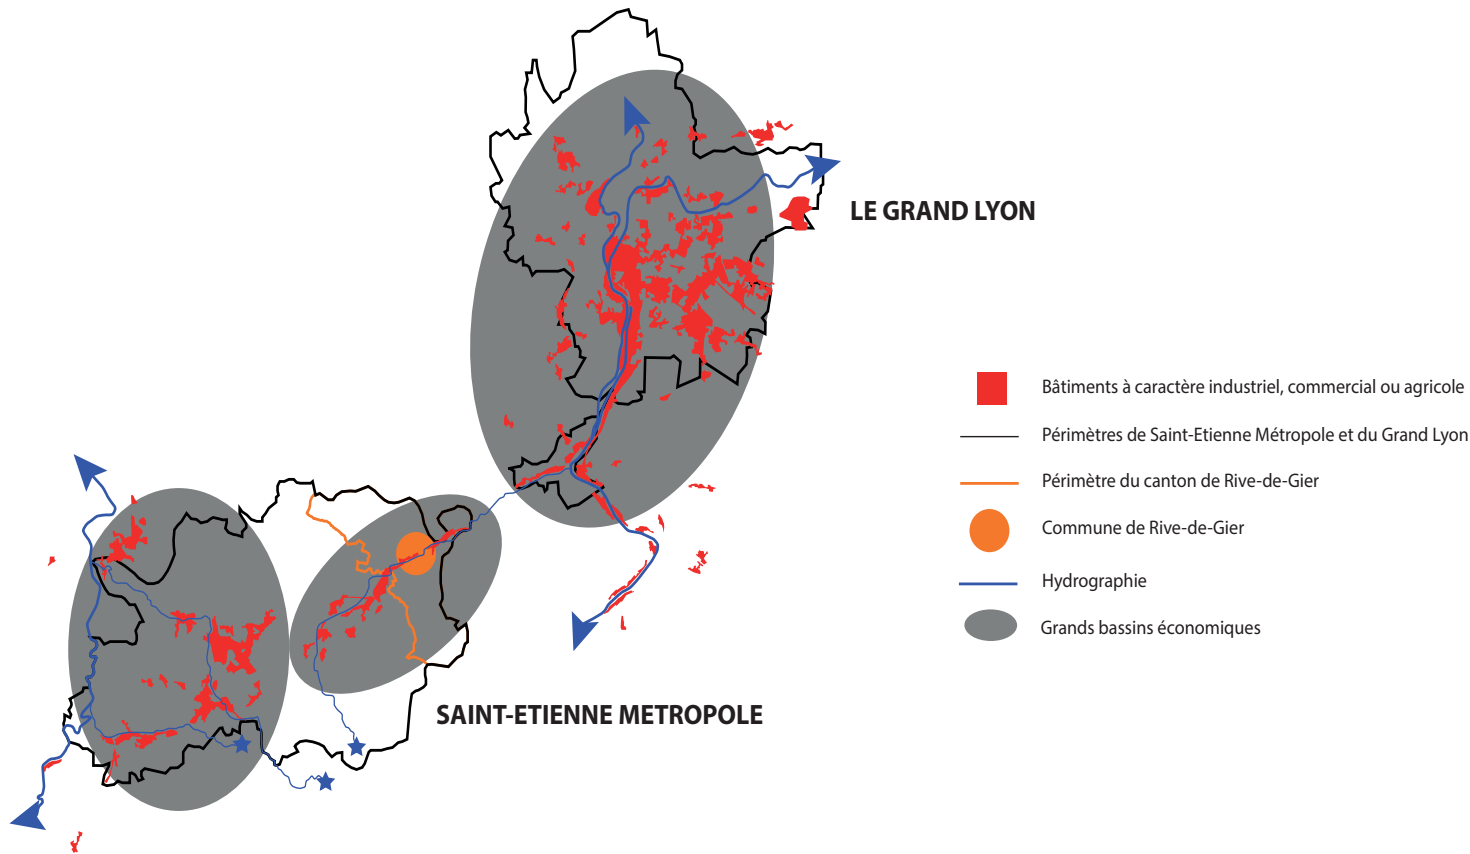 LE GRAND LYON
SAINT-ETIENNE METROPOLE
Bâtiments à caractère industriel, commercial ou agricole
Périmètres de Saint-Etienne Métropole et du Grand Lyon
Périmètre du canton de Rive-de-Gier
Commune de Rive-de-Gier
Hydrographie
Grands bassins économiques